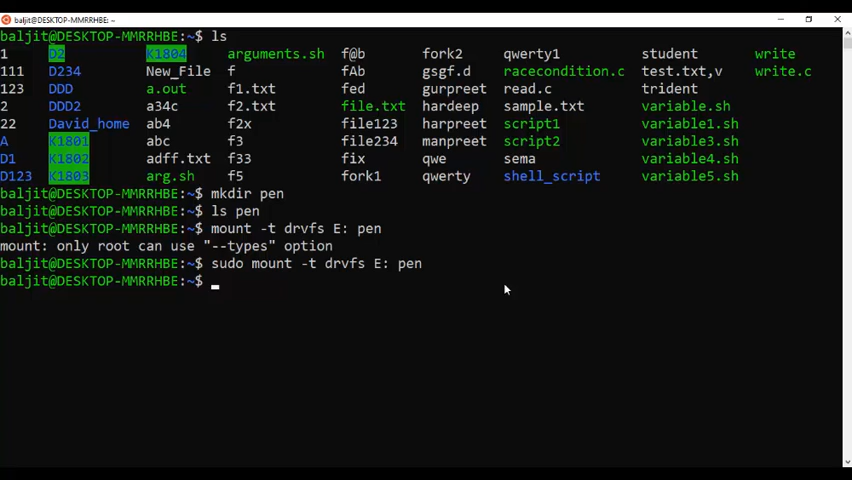 baljit@DESKTOP-MMRRHBE: ~
baljit@DESKTOP-MMRRHBE:~$ ls
1 D2 K1804 arguments.sh f@b fork2 qwerty1 student write
111 D234 New_File f fAb gsgf.d racecondition.c test.txt,v write.c
123 DDD a.out f1.txt fed gurpreet read.c trident
2 DDD2 a34c f2.txt file.txt hardeep sample.txt variable.sh
22 David_home ab4 f2x file123 harpreet script1 variable1.sh
A K1801 abc f3 file234 manpreet script2 variable3.sh
D1 K1802 adff.txt f33 fix qwe sema variable4.sh
D123 K1803 arg.sh f5 fork1 qwerty shell_script variable5.sh
baljit@DESKTOP-MMRRHBE:~$ mkdir pen
baljit@DESKTOP-MMRRHBE:~$ ls pen
baljit@DESKTOP-MMRRHBE:~$ mount -t drvfs E: pen
mount: only root can use "--types" option
baljit@DESKTOP-MMRRHBE:~$ sudo mount -t drvfs E: pen
baljit@DESKTOP-MMRRHBE:~$